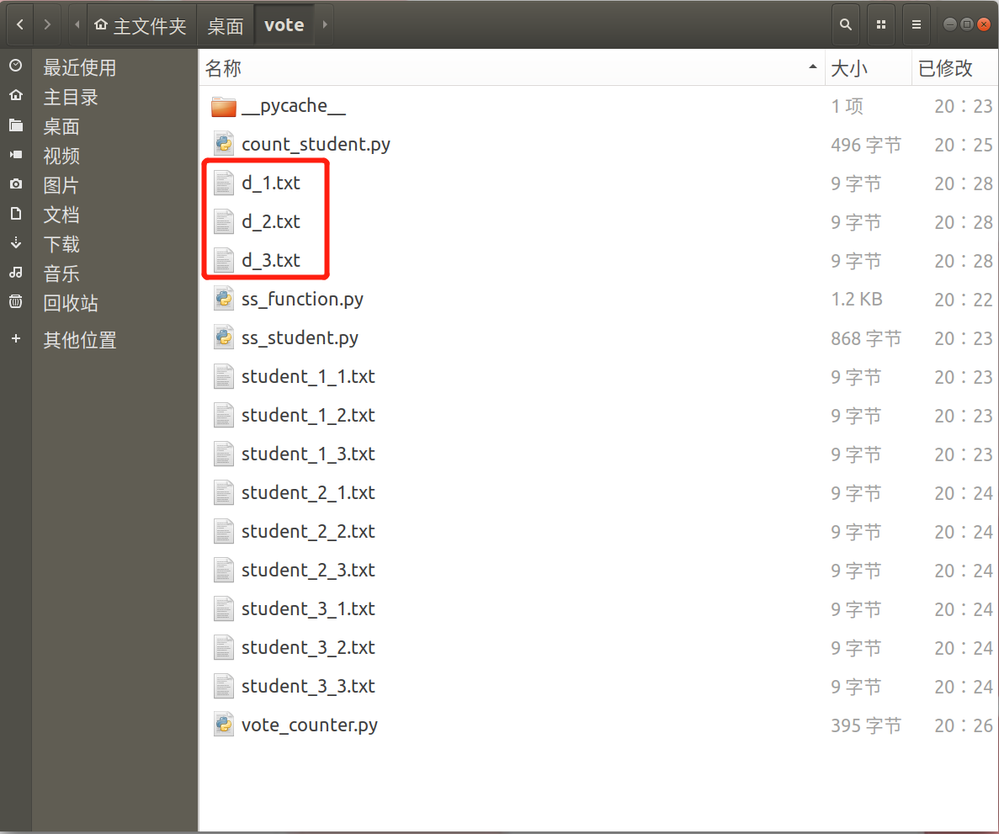 主文件夹 桌面 vote
最近使用
主目录
桌面
视频
图片
文档
下载
音乐
回收站
其他位置
名称 大小 已修改
__pycache__ 1 项 20：23
count_student.py 496 字节 20：25
d_1.txt 9 字节 20：28
d_2.txt 9 字节 20：28
d_3.txt 9 字节 20：28
ss_function.py 1.2 KB 20：22
ss_student.py 868 字节 20：23
student_1_1.txt 9 字节 20：23
student_1_2.txt 9 字节 20：23
student_1_3.txt 9 字节 20：23
student_2_1.txt 9 字节 20：24
student_2_2.txt 9 字节 20：24
student_2_3.txt 9 字节 20：24
student_3_1.txt 9 字节 20：24
student_3_2.txt 9 字节 20：24
student_3_3.txt 9 字节 20：24
vote_counter.py 395 字节 20：26